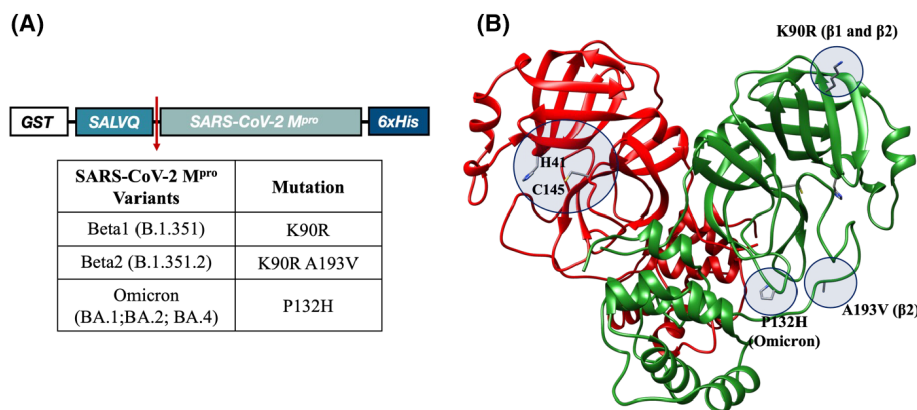 (A)
GST SALVQ SARS-CoV-2 Mpro 6xHis
SARS-CoV-2 Mpro Variants Mutation
Beta1 (B.1.351) K90R
Beta2 (B.1.351.2) K90R A193V
Omicron (BA.1;BA.2; BA.4) P132H
(B)
K90R (β1 and β2)
H41
C145
A193V (β2)
P132H
(Omicron)